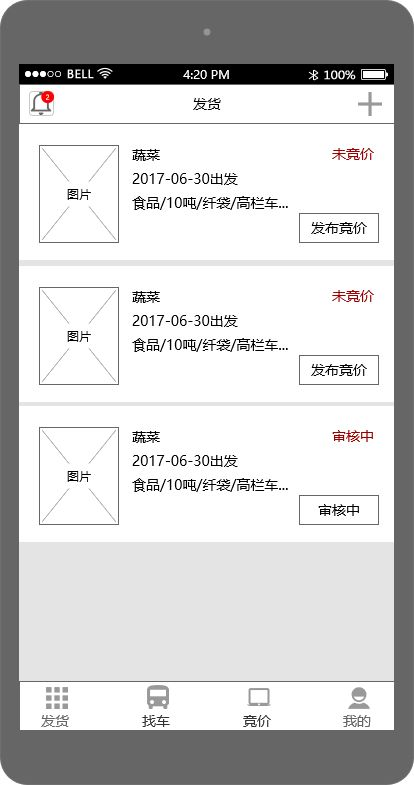 BELL 4:20 PM 100%
2
发货
图片
蔬菜
未竞价
2017-06-30出发
食品/10吨/纤袋/高栏车...
发布竞价
图片
蔬菜
未竞价
2017-06-30出发
食品/10吨/纤袋/高栏车...
发布竞价
图片
蔬菜
审核中
2017-06-30出发
食品/10吨/纤袋/高栏车...
审核中
发货 找车 竞价 我的